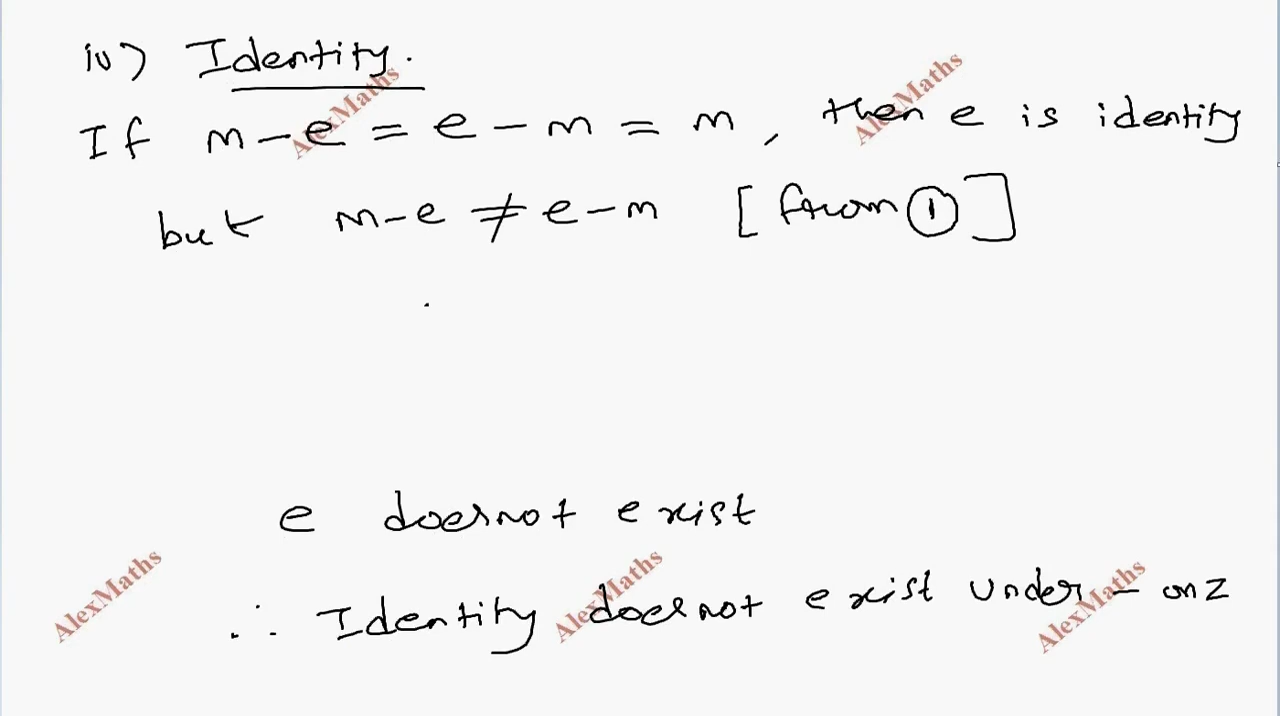 iv) Identity.
If m - e = e - m = m, then e is identity
but m - e ≠ e - m [from ①]
e doesnot exist
∴ Identity doesnot exist under - on Z
AlexMaths
AlexMaths
AlexMaths
AlexMaths
AlexMaths